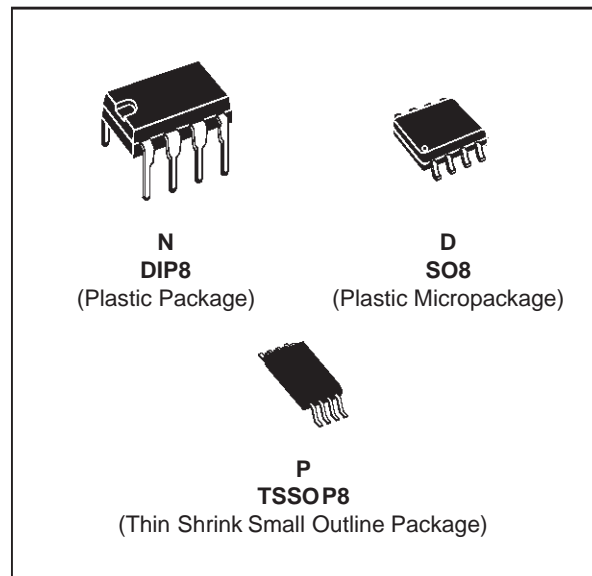 N
DIP8
(Plastic Package)
D
SO8
(Plastic Micropackage)
P
TSSOP8
(Thin Shrink Small Outline Package)